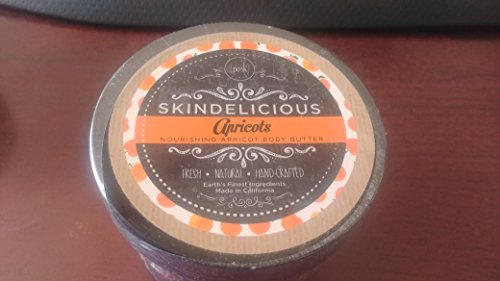 SKINDELICIOUS
Apricots
NOURISHING APRICOT BODY BUTTER
FRESH • NATURAL • HAND-CRAFTED
Earth's Finest Ingredients
Made in California